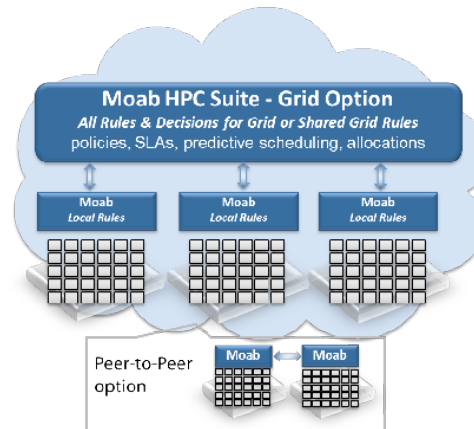 Moab HPC Suite - Grid Option
All Rules & Decisions for Grid or Shared Grid Rules
policies, SLAs, predictive scheduling, allocations
Moab
Local Rules
Moab
Local Rules
Moab
Local Rules
Peer-to-Peer
option
Moab
Moab